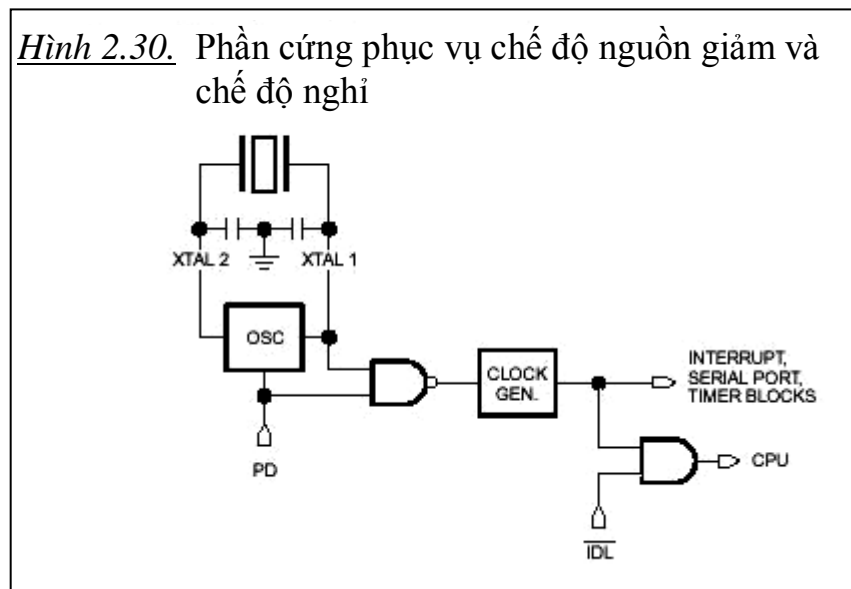 Hình 2.30. Phần cứng phục vụ chế độ nguồn giảm và
chế độ nghỉ
XTAL 2
XTAL 1
OSC
PD
CLOCK
GEN.
INTERRUPT,
SERIAL PORT,
TIMER BLOCKS
CPU
IDL